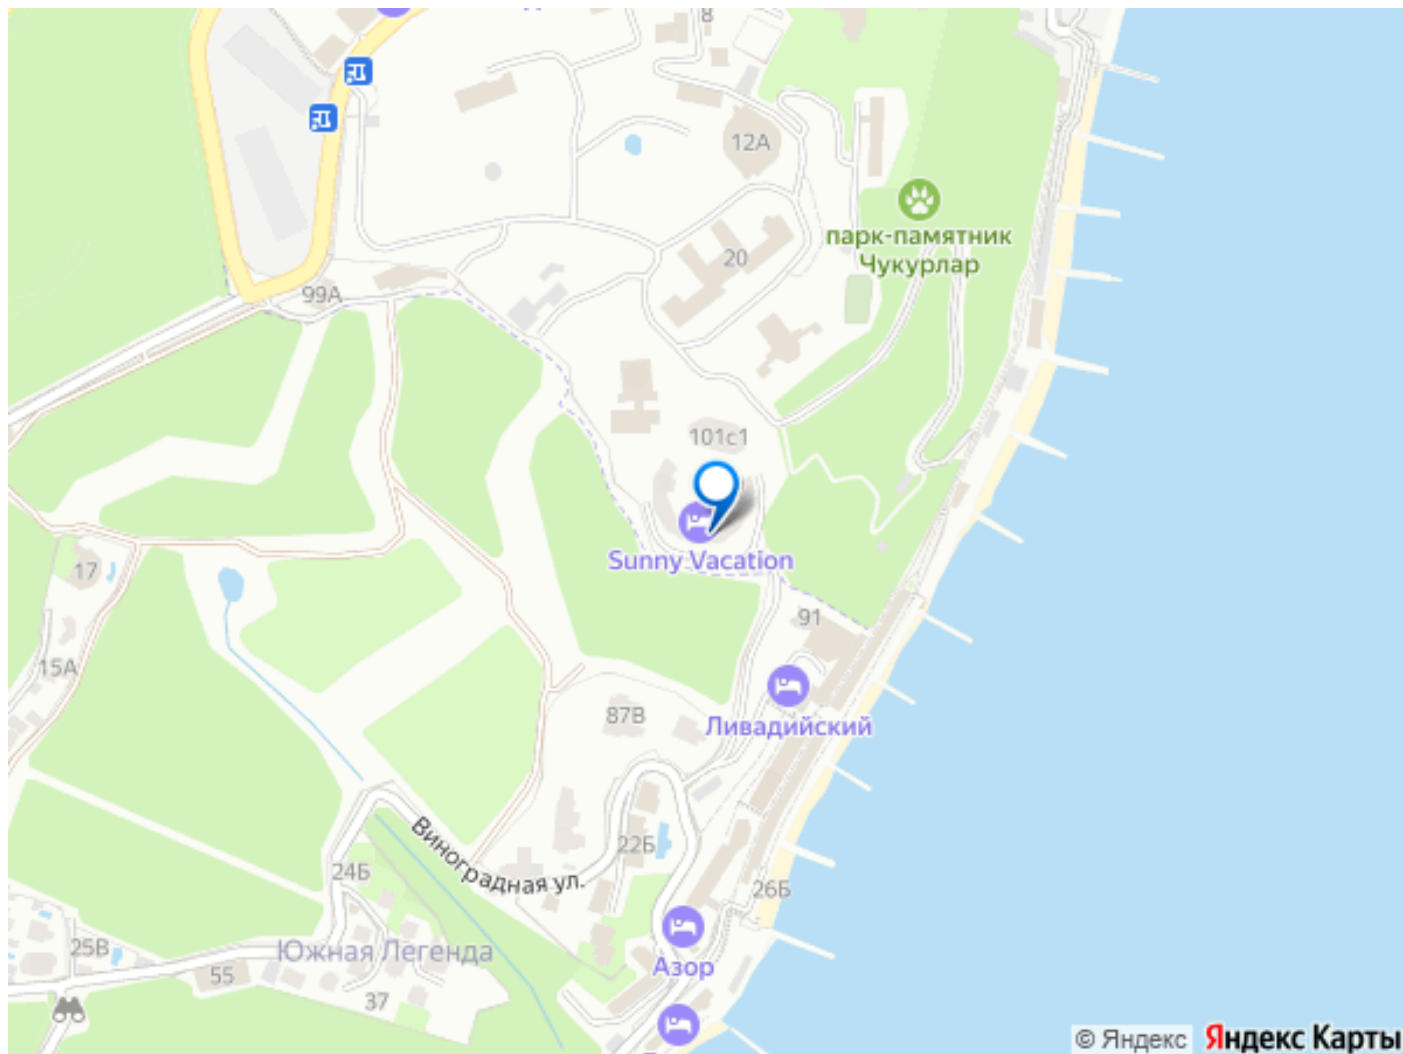 8
12А
парк-памятник
Чукурлар
20
99А
101с1
Sunny Vacation
17
91
15А
87В
Ливадийский
Виноградная ул.
22Б
24Б
26Б
25В
Южная Легенда
Азор
55
37
© Яндекс
Яндекс Карты